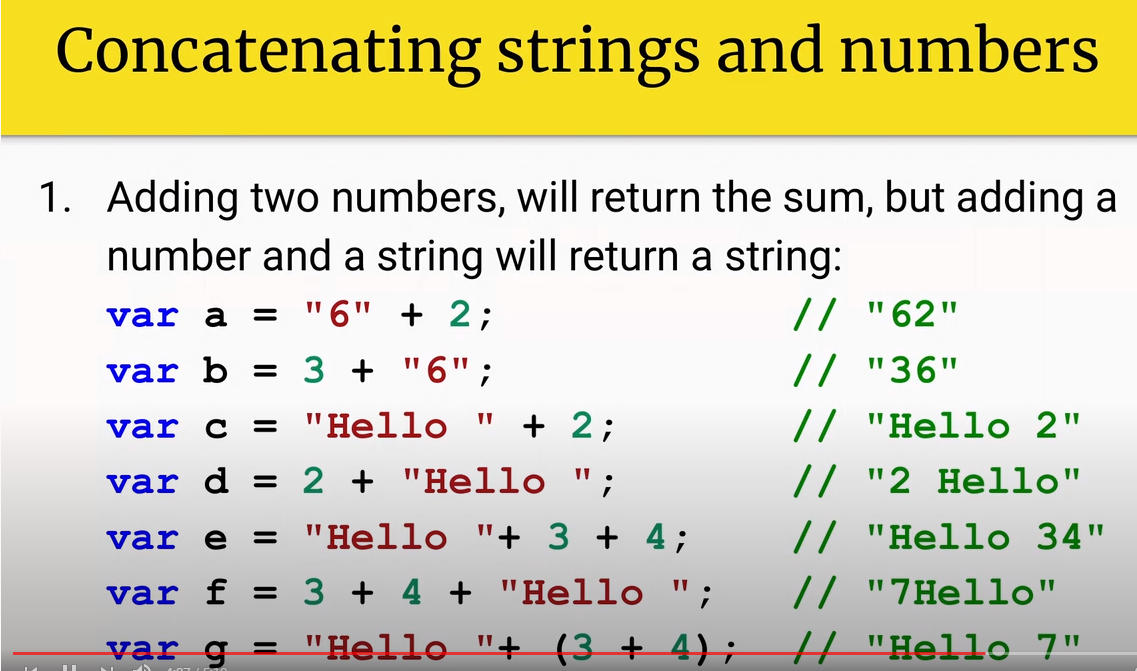 Concatenating strings and numbers
1. Adding two numbers, will return the sum, but adding a
number and a string will return a string:
var a = "6" + 2; // "62"
var b = 3 + "6"; // "36"
var c = "Hello " + 2; // "Hello 2"
var d = 2 + "Hello "; // "2 Hello"
var e = "Hello "+ 3 + 4; // "Hello 34"
var f = 3 + 4 + "Hello "; // "7Hello"
var g = "Hello "+ (3 + 4); // "Hello 7"